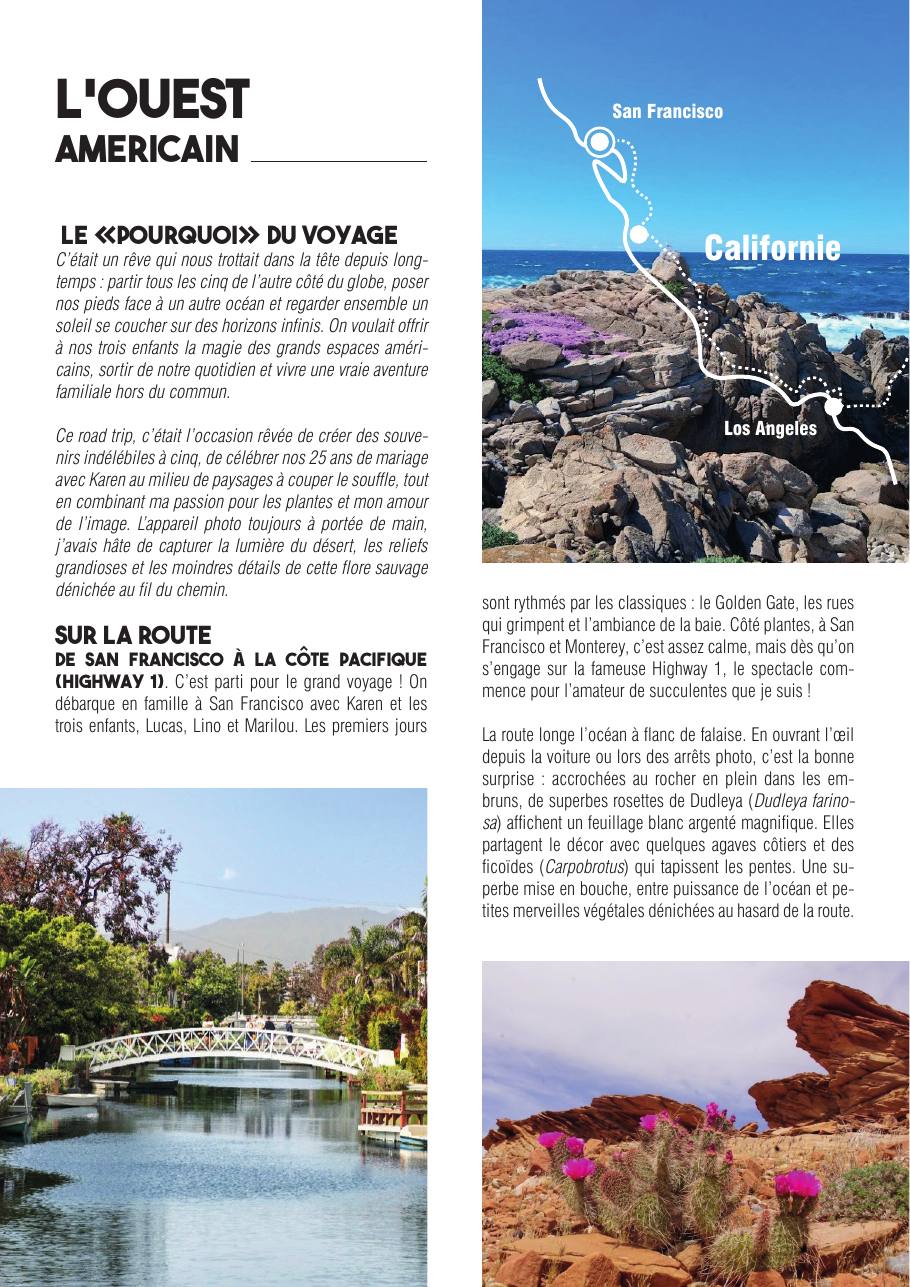 L'OUEST
AMERICAIN
LE «POURQUOI» DU VOYAGE
C'était un rêve qui nous trottait dans la tête depuis long-
temps : partir tous les cinq de l'autre côté du globe, poser
nos pieds face à un autre océan et regarder ensemble un
soleil se coucher sur des horizons infinis. On voulait offrir
à nos trois enfants la magie des grands espaces améri-
cains, sortir de notre quotidien et vivre une vraie aventure
familiale hors du commun.
Ce road trip, c'était l'occasion rêvée de créer des souve-
nirs indélébiles à cinq, de célébrer nos 25 ans de mariage
avec Karen au milieu de paysages à couper le souffle, tout
en combinant ma passion pour les plantes et mon amour
de l'image. L'appareil photo toujours à portée de main,
j'avais hâte de capturer la lumière du désert, les reliefs
grandioses et les moindres détails de cette flore sauvage
dénichée au fil du chemin.
SUR LA ROUTE
DE SAN FRANCISCO À LA CÔTE PACIFIQUE
(HIGHWAY 1). C'est parti pour le grand voyage ! On
débarque en famille à San Francisco avec Karen et les
trois enfants, Lucas, Lino et Marilou. Les premiers jours
San Francisco
Californie
Los Angeles
sont rythmés par les classiques : le Golden Gate, les rues
qui grimpent et l'ambiance de la baie. Côté plantes, à San
Francisco et Monterey, c'est assez calme, mais dès qu'on
s'engage sur la fameuse Highway 1, le spectacle com-
mence pour l'amateur de succulentes que je suis !
La route longe l'océan à flanc de falaise. En ouvrant l'œil
depuis la voiture ou lors des arrêts photo, c'est la bonne
surprise : accrochées au rocher en plein dans les em-
bruns, de superbes rosettes de Dudleya (Dudleya farino-
sa) affichent un feuillage blanc argenté magnifique. Elles
partagent le décor avec quelques agaves côtiers et des
ficoïdes (Carpobrotus) qui tapissent les pentes. Une su-
perbe mise en bouche, entre puissance de l'océan et pe-
tites merveilles végétales dénichées au hasard de la route.